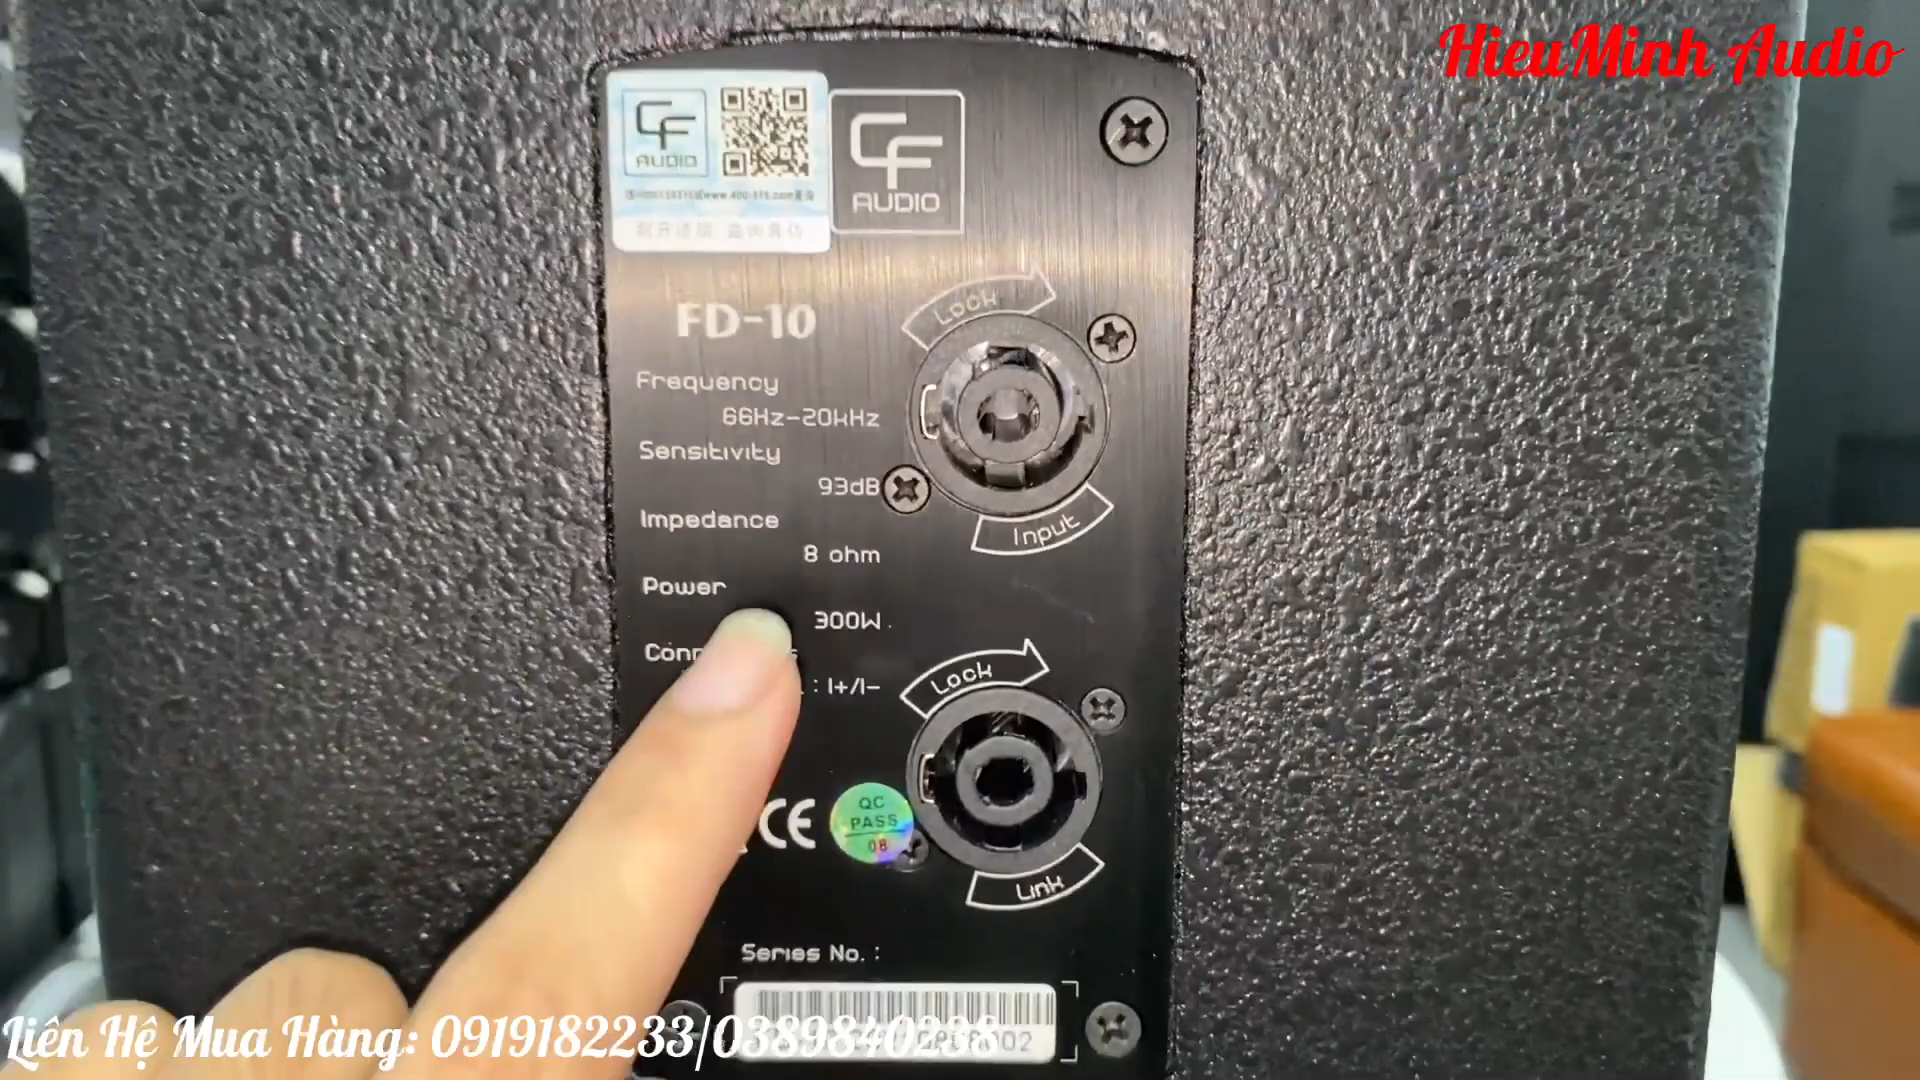 HieuMinh Audio
CF
AUDIO
CF
AUDIO
FD-10
Lock
Frequency
66Hz-20kHz
Sensitivity
93dB
Input
Impedance
8 ohm
Power
300W
: 1+/1-
Lock
CE
QC
PASS
08
Link
Series No. :
Liên Hệ Mua Hàng: 0919182233/0389840238